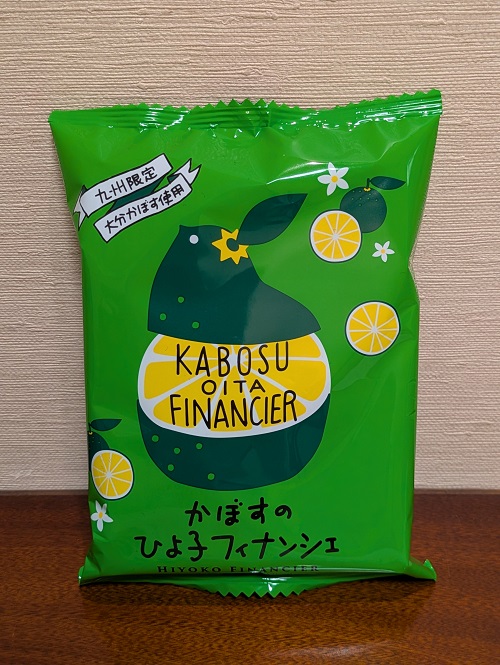 九州限定
大分かぼす使用
KABOSU
OITA
FINANCIER
かぼすの
ひよ子フィナンシェ
HIYOKO FINANCIER